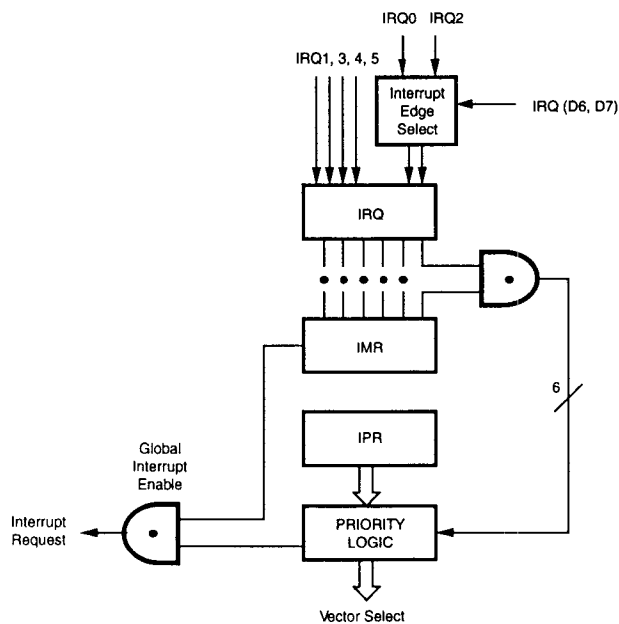 IRQ0 IRQ2
IRQ1, 3, 4, 5
Interrupt
Edge
Select
IRQ (D6, D7)
IRQ
IMR
6
IPR
Global
Interrupt
Enable
Interrupt
Request
PRIORITY
LOGIC
Vector Select